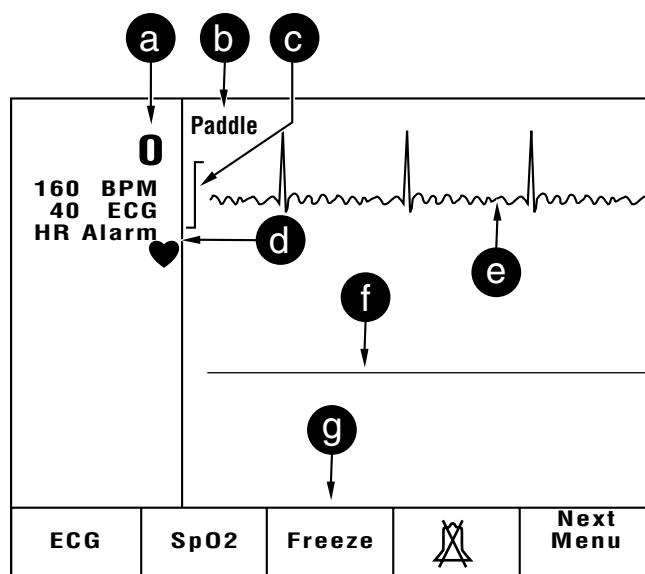 a b c
Paddle
0
160 BPM
40 ECG
HR Alarm
d
e
f
g
ECG SpO2 Freeze Next Menu